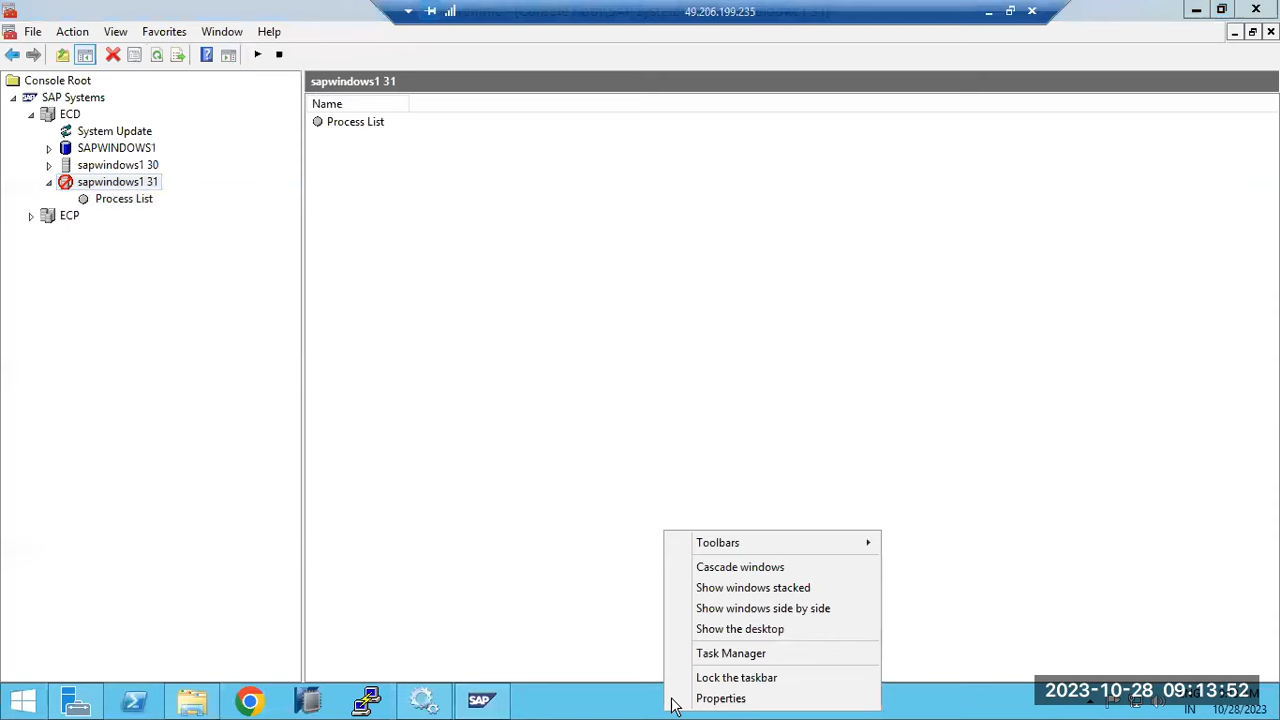 49.206.199.235
File Action View Favorites Window Help
Console Root
SAP Systems
ECD
System Update
SAPWINDOWS1
sapwindows1 30
sapwindows1 31
Process List
ECP
sapwindows1 31
Name
Process List
Toolbars
Cascade windows
Show windows stacked
Show windows side by side
Show the desktop
Task Manager
Lock the taskbar
Properties
SAP
2023-10-28 09:13:52
IN 10/28/2023